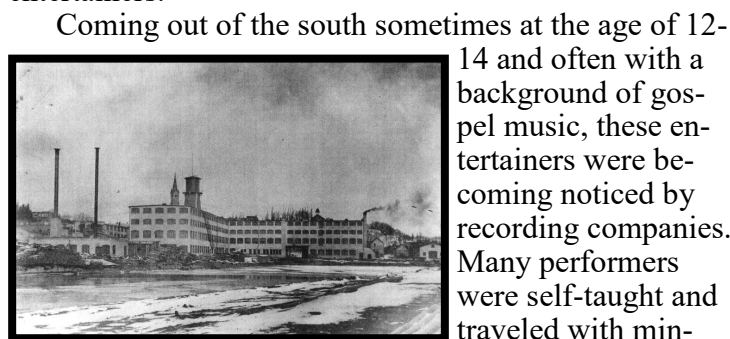 entertainers.
Coming out of the south sometimes at the age of 12-
14 and often with a
background of gos-
pel music, these en-
tertainers were be-
coming noticed by
recording companies.
Many performers
were self-taught and
traveled with min-